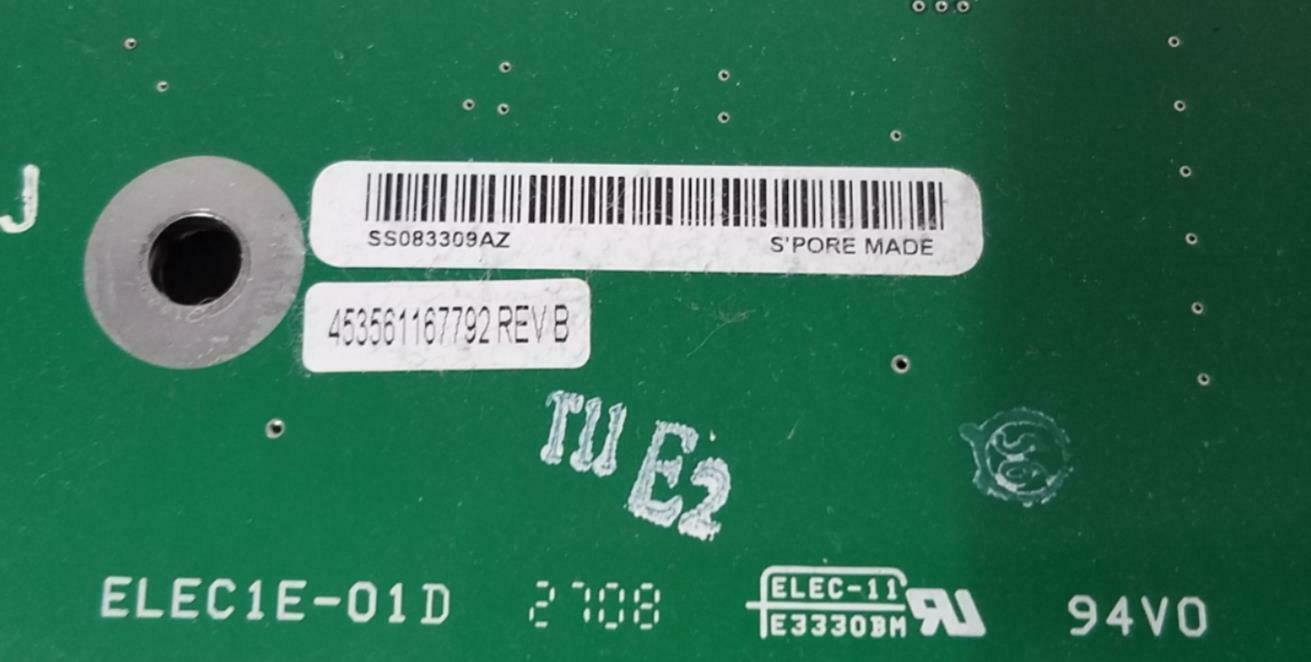 J
SS083309AZ S'PORE MADE
453561167792 REV B
TU E2
ELEC1E-01D 2708 ELEC-11 94V0
E3330BM